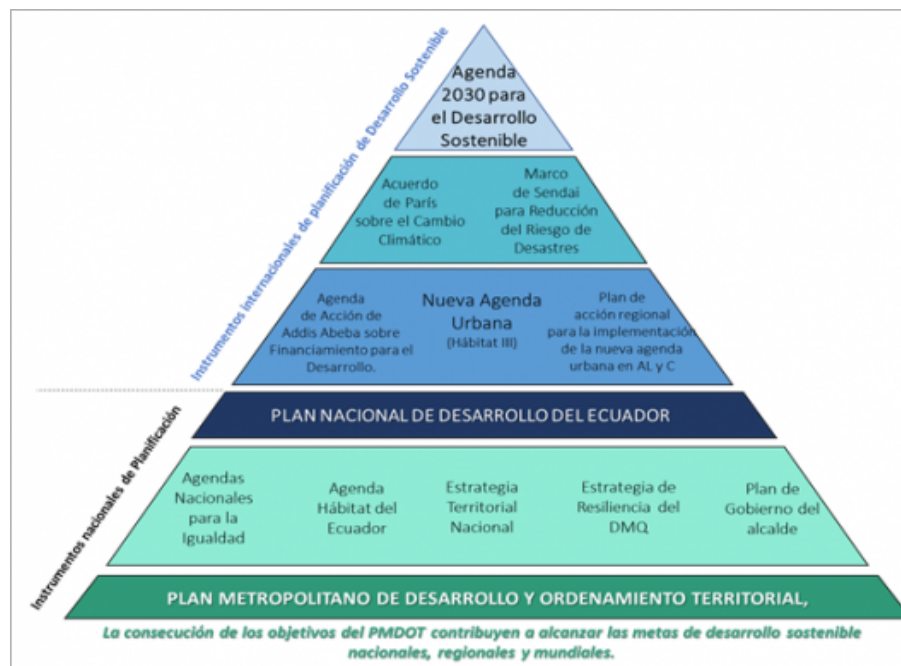 Instrumentos internacionales de planificación de Desarrollo Sostenible
Agenda
2030 para
el Desarrollo
Sostenible
Acuerdo
de París
sobre el Cambio
Climático
Marco
de Sendai
para Reducción
del Riesgo de
Desastres
Agenda
de Acción de
Addis Abeba sobre
Financiamiento para el
Desarrollo.
Nueva Agenda
Urbana
(Hábitat III)
Plan de
acción regional
para la implementación
de la nueva agenda
urbana en AL y C
Instrumentos nacionales de Planificación
PLAN NACIONAL DE DESARROLLO DEL ECUADOR
Agendas
Nacionales
para la
Igualdad
Agenda
Hábitat del
Ecuador
Estrategia
Territorial
Nacional
Estrategia de
Resiliencia del
DMQ
Plan de
Gobierno del
alcalde
PLAN METROPOLITANO DE DESARROLLO Y ORDENAMIENTO TERRITORIAL,
La consecución de los objetivos del PMDOT contribuyen a alcanzar las metas de desarrollo sostenible
nacionales, regionales y mundiales.